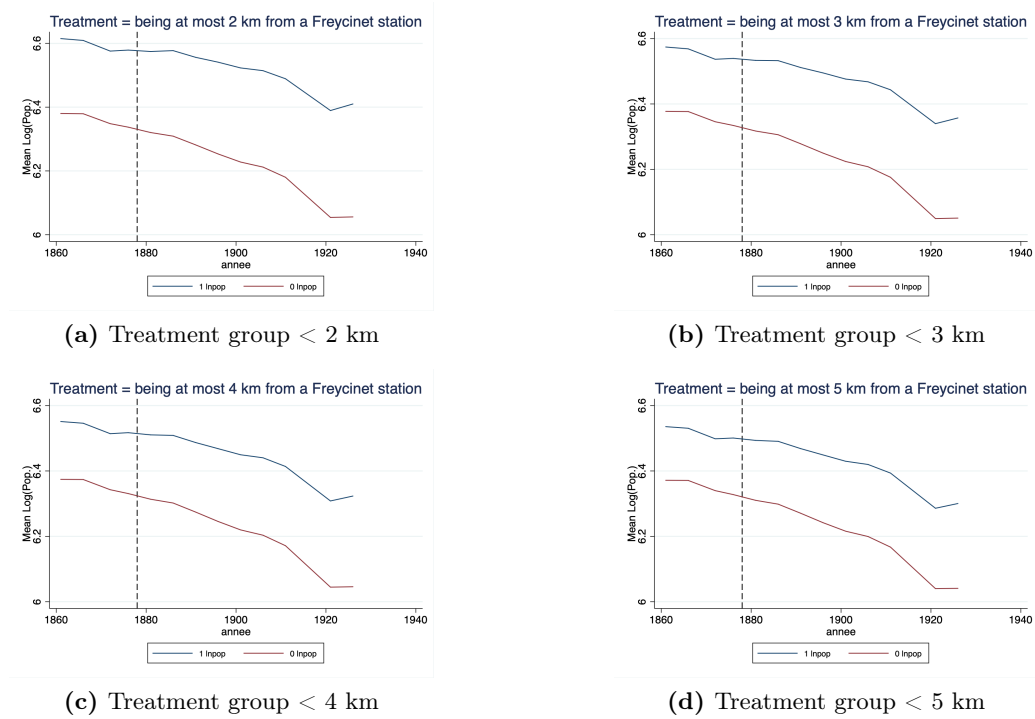 Treatment = being at most 2 km from a Freycinet station
6.6
6.4
6.2
6
Mean Log(Pop.)
1860 1880 1900 1920 1940
annee
1 lnpop 0 lnpop
(a) Treatment group < 2 km
Treatment = being at most 3 km from a Freycinet station
6.6
6.4
6.2
6
Mean Log(Pop.)
1860 1880 1900 1920 1940
annee
1 lnpop 0 lnpop
(b) Treatment group < 3 km
Treatment = being at most 4 km from a Freycinet station
6.6
6.4
6.2
6
Mean Log(Pop.)
1860 1880 1900 1920 1940
annee
1 lnpop 0 lnpop
(c) Treatment group < 4 km
Treatment = being at most 5 km from a Freycinet station
6.6
6.4
6.2
6
Mean Log(Pop.)
1860 1880 1900 1920 1940
annee
1 lnpop 0 lnpop
(d) Treatment group < 5 km